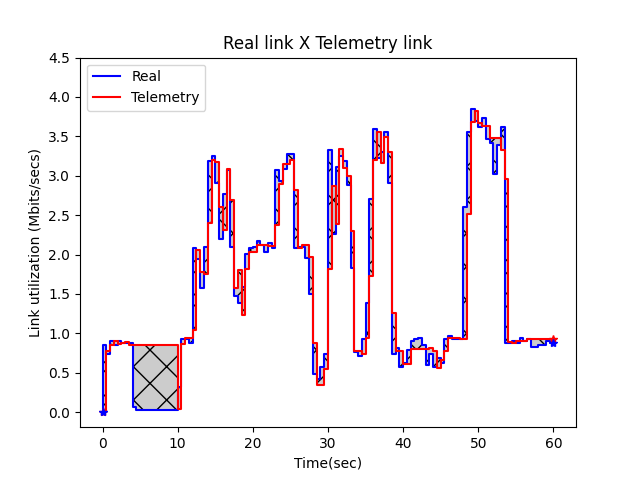 Real link X Telemetry link
Real
Telemetry
Link utilization (Mbits/secs)
4.5
4.0
3.5
3.0
2.5
2.0
1.5
1.0
0.5
0.0
0 10 20 30 40 50 60
Time(sec)